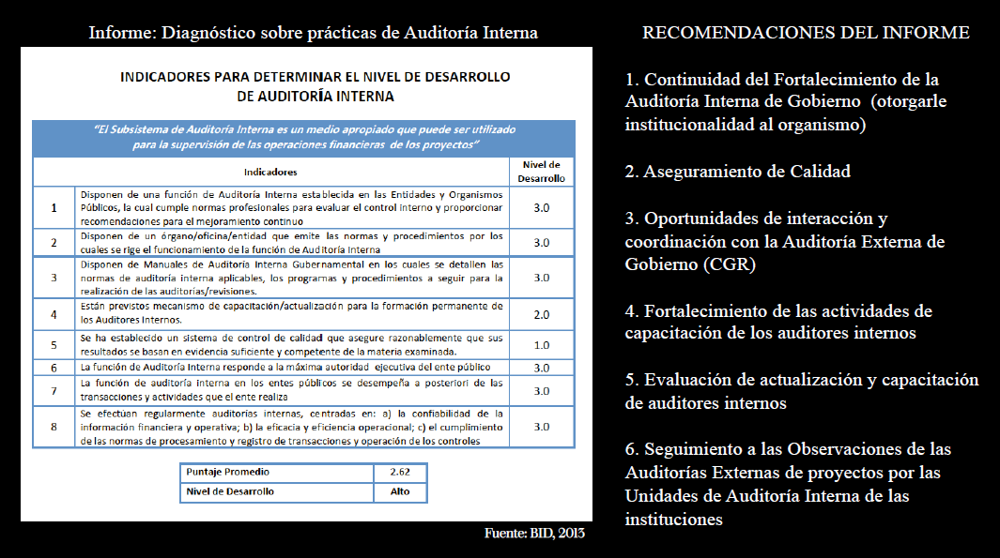 Informe: Diagnóstico sobre prácticas de Auditoría Interna
INDICADORES PARA DETERMINAR EL NIVEL DE DESARROLLO
DE AUDITORÍA INTERNA
“El Subsistema de Auditoría Interna es un medio apropiado que puede ser utilizado
para la supervisión de las operaciones financieras de los proyectos”
Indicadores
Nivel de
Desarrollo
1
Disponen de una función de Auditoría Interna establecida en las Entidades y Organismos
Públicos, la cual cumple normas profesionales para evaluar el control interno y proporcionar
recomendaciones para el mejoramiento continuo
3.0
2
Disponen de un órgano/oficina/entidad que emite las normas y procedimientos por los
cuales se rige el funcionamiento de la función de Auditoría Interna
3.0
3
Disponen de Manuales de Auditoría Interna Gubernamental en los cuales se detallen las
normas de auditoría interna aplicables, los programas y procedimientos a seguir para la
realización de las auditorías/revisiones.
3.0
4
Están previstos mecanismo de capacitación/actualización para la formación permanente de
los Auditores Internos.
2.0
5
Se ha establecido un sistema de control de calidad que asegure razonablemente que sus
resultados se basan en evidencia suficiente y competente de la materia examinada.
1.0
6
La función de Auditoría Interna responde a la máxima autoridad ejecutiva del ente público
3.0
7
La función de auditoría interna en los entes públicos se desempeña a posteriori de las
transacciones y actividades que el ente realiza
3.0
8
Se efectúan regularmente auditorías internas, centradas en: a) la confiabilidad de la
información financiera y operativa; b) la eficacia y eficiencia operacional; c) el cumplimiento
de las normas de procesamiento y registro de transacciones y operación de los controles
3.0
Puntaje Promedio
2.62
Nivel de Desarrollo
Alto
Fuente: BID, 2013
RECOMENDACIONES DEL INFORME
1. Continuidad del Fortalecimiento de la
Auditoría Interna de Gobierno (otorgarle
institucionalidad al organismo)
2. Aseguramiento de Calidad
3. Oportunidades de interacción y
coordinación con la Auditoría Externa de
Gobierno (CGR)
4. Fortalecimiento de las actividades de
capacitación de los auditores internos
5. Evaluación de actualización y capacitación
de auditores internos
6. Seguimiento a las Observaciones de las
Auditorías Externas de proyectos por las
Unidades de Auditoría Interna de las
instituciones